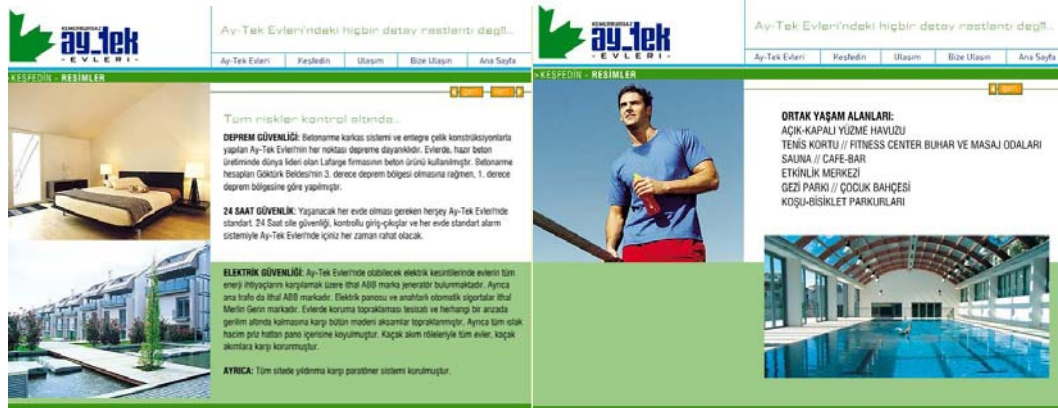 KEMERBURGAZ
ay_tek
- EVLERİ -
Ay-Tek Evleri'ndeki hiçbir detay rastlantı değil...
Ay-Tek Evleri Keşfedin Ulaşım Bize Ulaşın Ana Sayfa
>KEŞFEDİN - RESİMLER
geri ileri
Tüm riskler kontrol altında...
DEPREM GÜVENLİĞİ: Betonarme karkas sistemi ve entegre çelik konstrüksiyonlarla
yapılan Ay-Tek Evleri'nin her noktası depreme dayanıklıdır. Evlerde, hazır beton
üretiminde dünya lideri olan Lafarge firmasının beton ürünü kullanılmıştır. Betonarme
hesapları Göktürk Beldesi'nin 3. derece deprem bölgesi olmasına rağmen, 1. derece
deprem bölgesine göre yapılmıştır.
24 SAAT GÜVENLİK: Yaşanacak her evde olması gereken herşey Ay-Tek Evleri'nde
standart. 24 Saat site güvenliği, kontrollu giriş-çıkışlar ve her evde standart alarm
sistemiyle Ay-Tek Evleri'nde içiniz her zaman rahat olacak.
ELEKTRİK GÜVENLİĞİ: Ay-Tek Evleri'nde olabilecek elektrik kesintilerinde evlerin tüm
enerji ihtiyaçlarını karşılamak üzere ithal ABB marka jeneratör bulunmaktadır. Ayrıca
ana trafo da ithal ABB markadır. Elektrik panosu ve anahtarlı otomatik sigortalar ithal
Merlin Gerin markadır. Evlerde koruma topraklaması tesisatı ve herhangi bir arızada
gerilim altında kalmasına karşı bütün madeni aksamlar topraklanmıştır. Ayrıca tüm ıslak
hacim priz hatları pano içerisine koyulmuştur. Kaçak akım röleleriyle tüm evler, kaçak
akımlara karşı korunmuştur.
AYRICA: Tüm sitede yıldırıma karşı paratöner sistemi kurulmuştur.
KEMERBURGAZ
ay_tek
- EVLERİ -
Ay-Tek Evleri'ndeki hiçbir detay rastlantı değil...
Ay-Tek Evleri Keşfedin Ulaşım Bize Ulaşın Ana Sayfa
>KEŞFEDİN - RESİMLER
geri
ORTAK YAŞAM ALANLARI:
AÇIK-KAPALI YÜZME HAVUZU
TENİS KORTU // FITNESS CENTER BUHAR VE MASAJ ODALARI
SAUNA // CAFE-BAR
ETKİNLİK MERKEZİ
GEZİ PARKI // ÇOCUK BAHÇESİ
KOŞU-BİSİKLET PARKURLARI